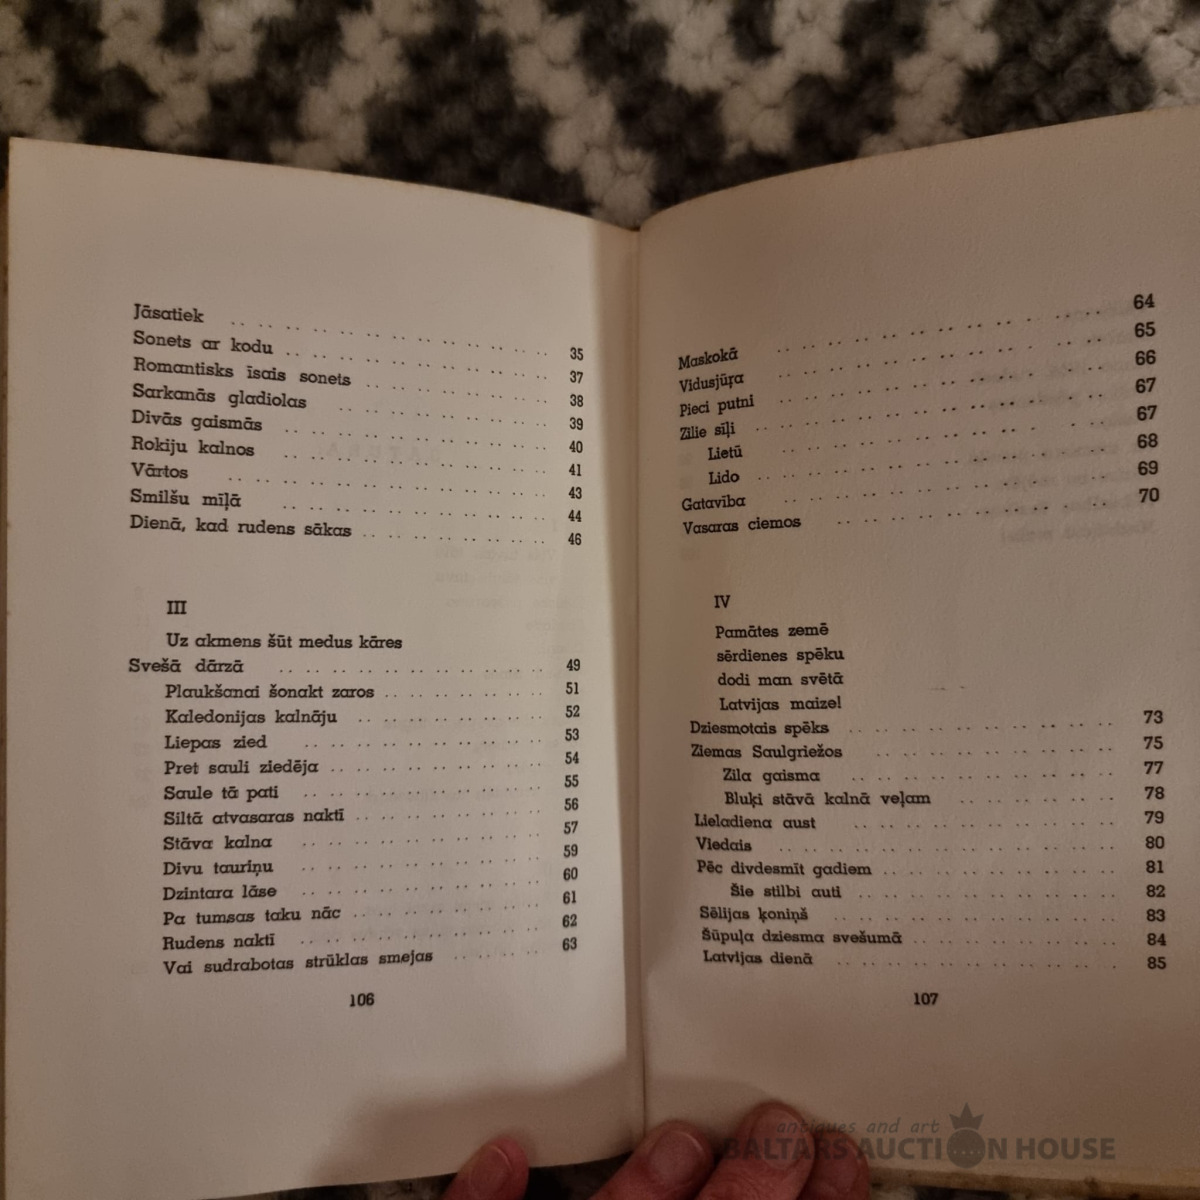 Jāsatiek . . . . . . . . . . . . 35
Sonets ar kodu . . . . . . . . . . . . 37
Romantisks īsais sonets . . . . . . . . . . . . 38
Sarkanās gladiolas . . . . . . . . . . . . 39
Divās gaismās . . . . . . . . . . . . 40
Rokiju kalnos . . . . . . . . . . . . 41
Vārtos . . . . . . . . . . . . 43
Smilšu mīļā . . . . . . . . . . . . 44
Dienā, kad rudens sākas . . . . . . . . . . . . 46
III
Uz akmens šūt medus kāres
Svešā dārzā . . . . . . . . . . . . 49
Plaukšanai šonakt zaros . . . . . . . . . . . . 51
Kaledonijas kalnāju . . . . . . . . . . . . 52
Liepas zied . . . . . . . . . . . . 53
Pret sauli ziedēja . . . . . . . . . . . . 54
Saule tā pati . . . . . . . . . . . . 55
Siltā atvasaras naktī . . . . . . . . . . . . 56
Stāva kalna . . . . . . . . . . . . 57
Divu tauriņu . . . . . . . . . . . . 59
Dzintara lāse . . . . . . . . . . . . 60
Pa tumsas taku nāc . . . . . . . . . . . . 61
Rudens naktī . . . . . . . . . . . . 62
Vai sudrabotas strūklas smejas . . . . . . 63
106
Maskokā . . . . . . . . . . . . 64
Vidusjūŗa . . . . . . . . . . . . 65
Pieci putni . . . . . . . . . . . . 66
Zilie sīļi . . . . . . . . . . . . 67
Lietū . . . . . . . . . . . . 67
Lido . . . . . . . . . . . . 68
Gatavība . . . . . . . . . . . . 69
Vasaras ciemos . . . . . . . . . . . . 70
IV
Pamātes zemē
sērdienes spēku
dodi man svētā
Latvijas maize!
Dziesmotais spēks . . . . . . . . . . . . 73
Ziemas Saulgriežos . . . . . . . . . . . . 75
Zila gaisma . . . . . . . . . . . . 77
Bluķi stāvā kalnā veļam . . . . . . . . . . . . 78
Lieladiena aust . . . . . . . . . . . . 79
Viedais . . . . . . . . . . . . 80
Pēc divdesmit gadiem . . . . . . . . . . . . 81
Šie stilbi auti . . . . . . . . . . . . 82
Sēlijas ķoniņš . . . . . . . . . . . . 83
Šūpuļa dziesma svešumā . . . . . . . . . . . . 84
Latvijas dienā . . . . . . . . . . . . 85
107
antiques and art
BALTARS AUCTION HOUSE